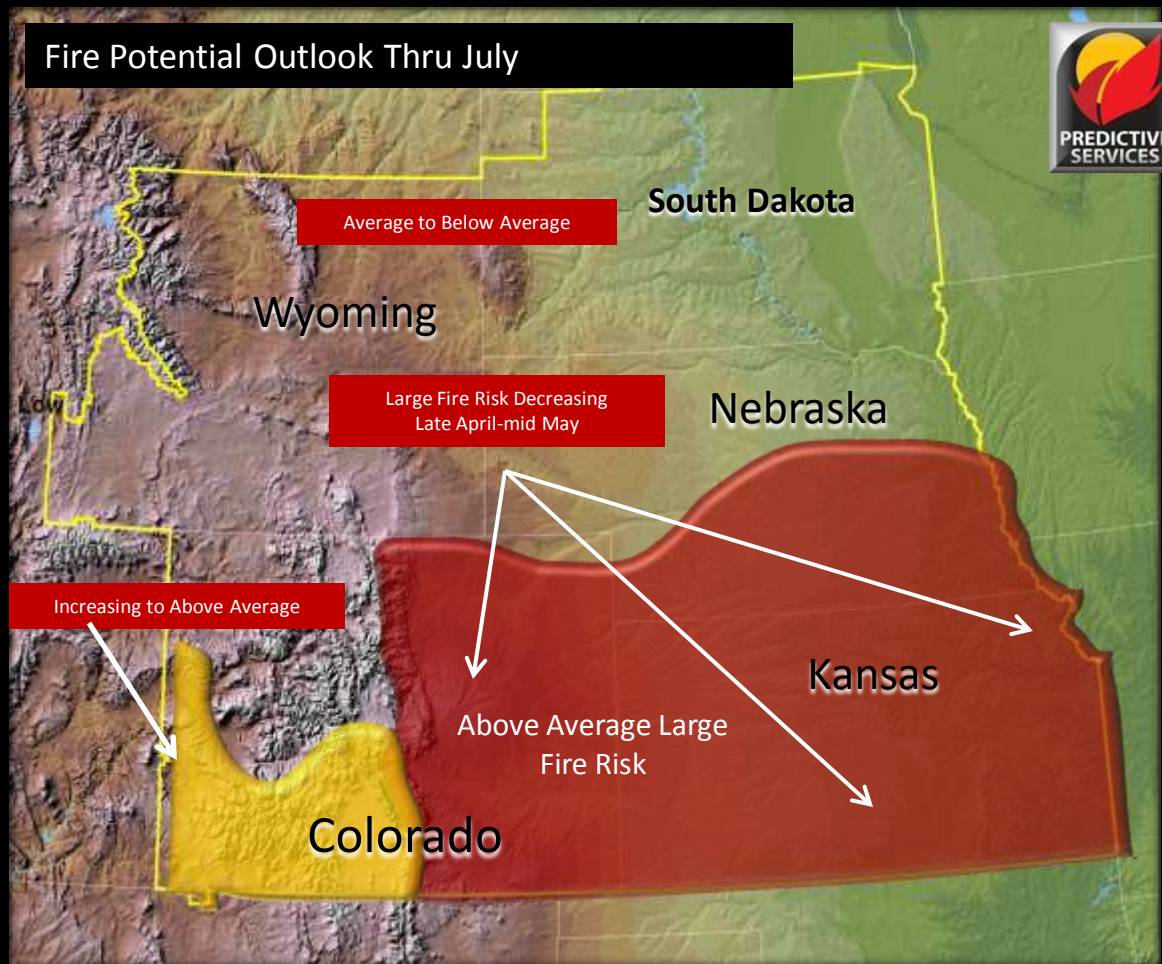 Fire Potential Outlook Thru July
PREDICTIVE
SERVICES
South Dakota
Average to Below Average
Wyoming
Large Fire Risk Decreasing
Late April-mid May
Nebraska
Low
Increasing to Above Average
Kansas
Above Average Large
Fire Risk
Colorado